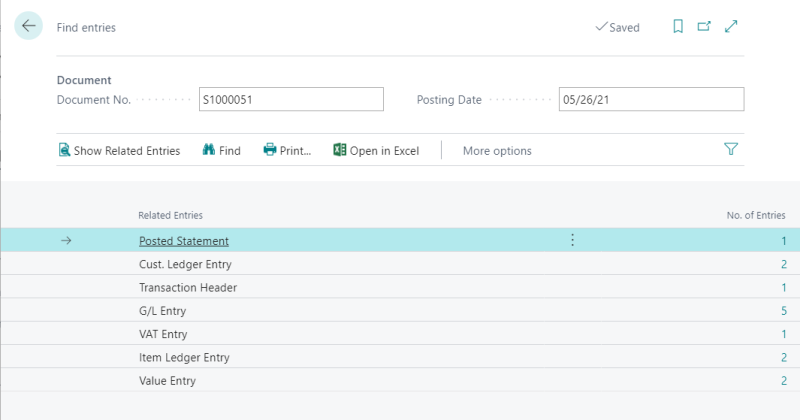 Find entries
Saved
Document
Document No. S1000051 Posting Date 05/26/21
Show Related Entries Find Print... Open in Excel More options
Related Entries No. of Entries
Posted Statement 1
Cust. Ledger Entry 2
Transaction Header 1
G/L Entry 5
VAT Entry 1
Item Ledger Entry 2
Value Entry 2